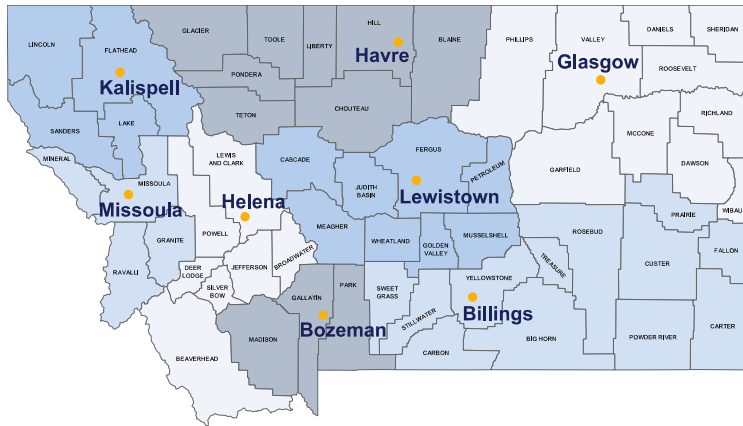 LINCOLN
FLATHEAD
GLACIER
TOOLE
LIBERTY
HILL
BLAINE
PHILLIPS
VALLEY
DANIELS
SHERIDAN
Kalispell
Havre
Glasgow
ROOSEVELT
PONDERA
TETON
CHOUTEAU
SANDERS
LAKE
RICHLAND
MCCONE
MINERAL
MISSOULA
LEWIS
AND CLARK
CASCADE
FERGUS
PETROLEUM
GARFIELD
DAWSON
WIBAU
JUDITH
BASIN
Missoula
Helena
Lewistown
PRAIRIE
POWELL
GRANITE
MEAGHER
WHEATLAND
GOLDEN
VALLEY
MUSSELSHELL
ROSEBUD
TREASURE
CUSTER
FALLON
RAVALLI
DEER
LODGE
JEFFERSON
BROADWATER
SILVER
BOW
GALLATIN
PARK
SWEET
GRASS
STILLWATER
YELLOWSTONE
Bozeman
Billings
MADISON
BEAVERHEAD
CARBON
BIG HORN
POWDER RIVER
CARTER